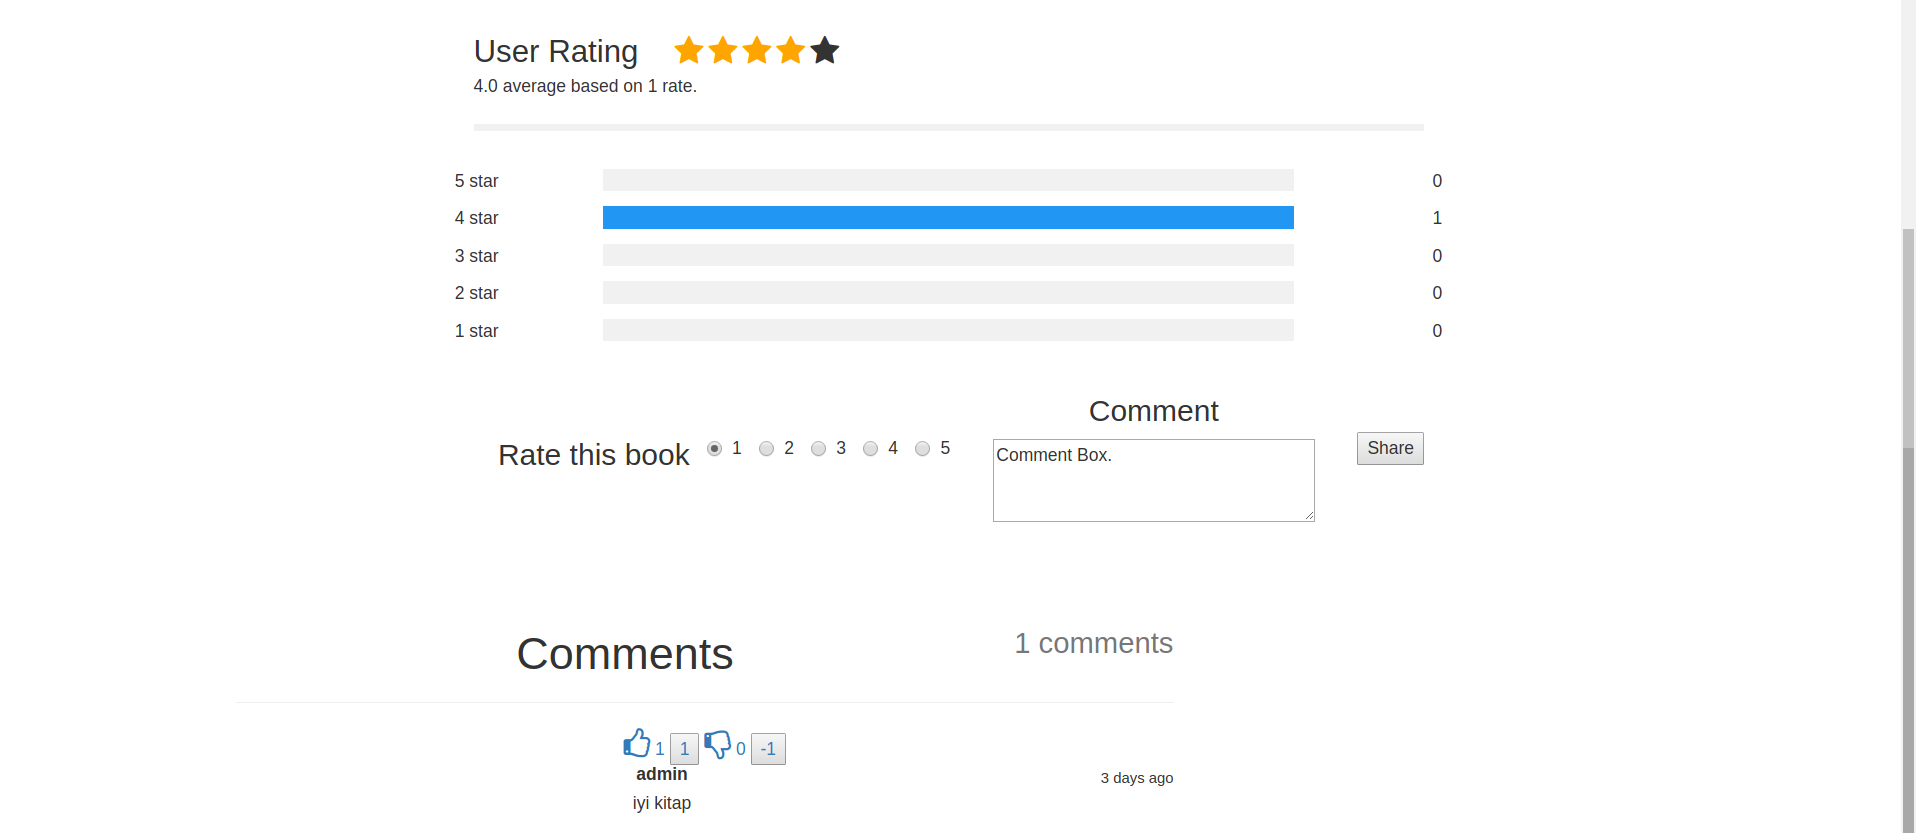 User Rating
4.0 average based on 1 rate.
5 star 0
4 star 1
3 star 0
2 star 0
1 star 0
Comment
Rate this book 1 2 3 4 5
Comment Box.
Share
Comments
1 comments
1 1 0 -1
admin
3 days ago
iyi kitap